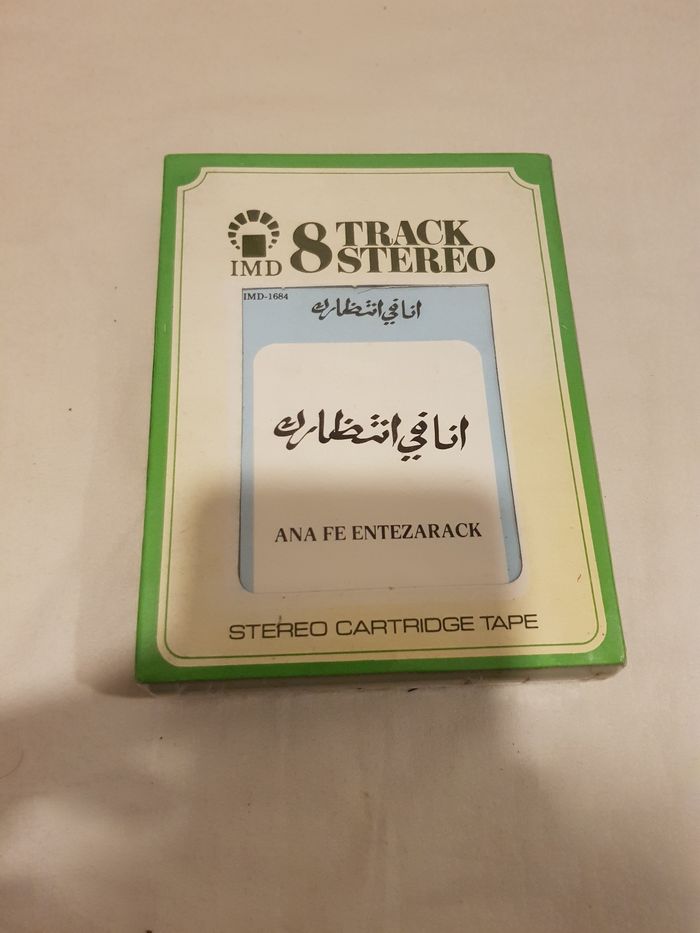 IMD 8 TRACK STEREO
IMD-1684
انا في انتظارك
انا في انتظارك
ANA FE ENTEZARACK
STEREO CARTRIDGE TAPE